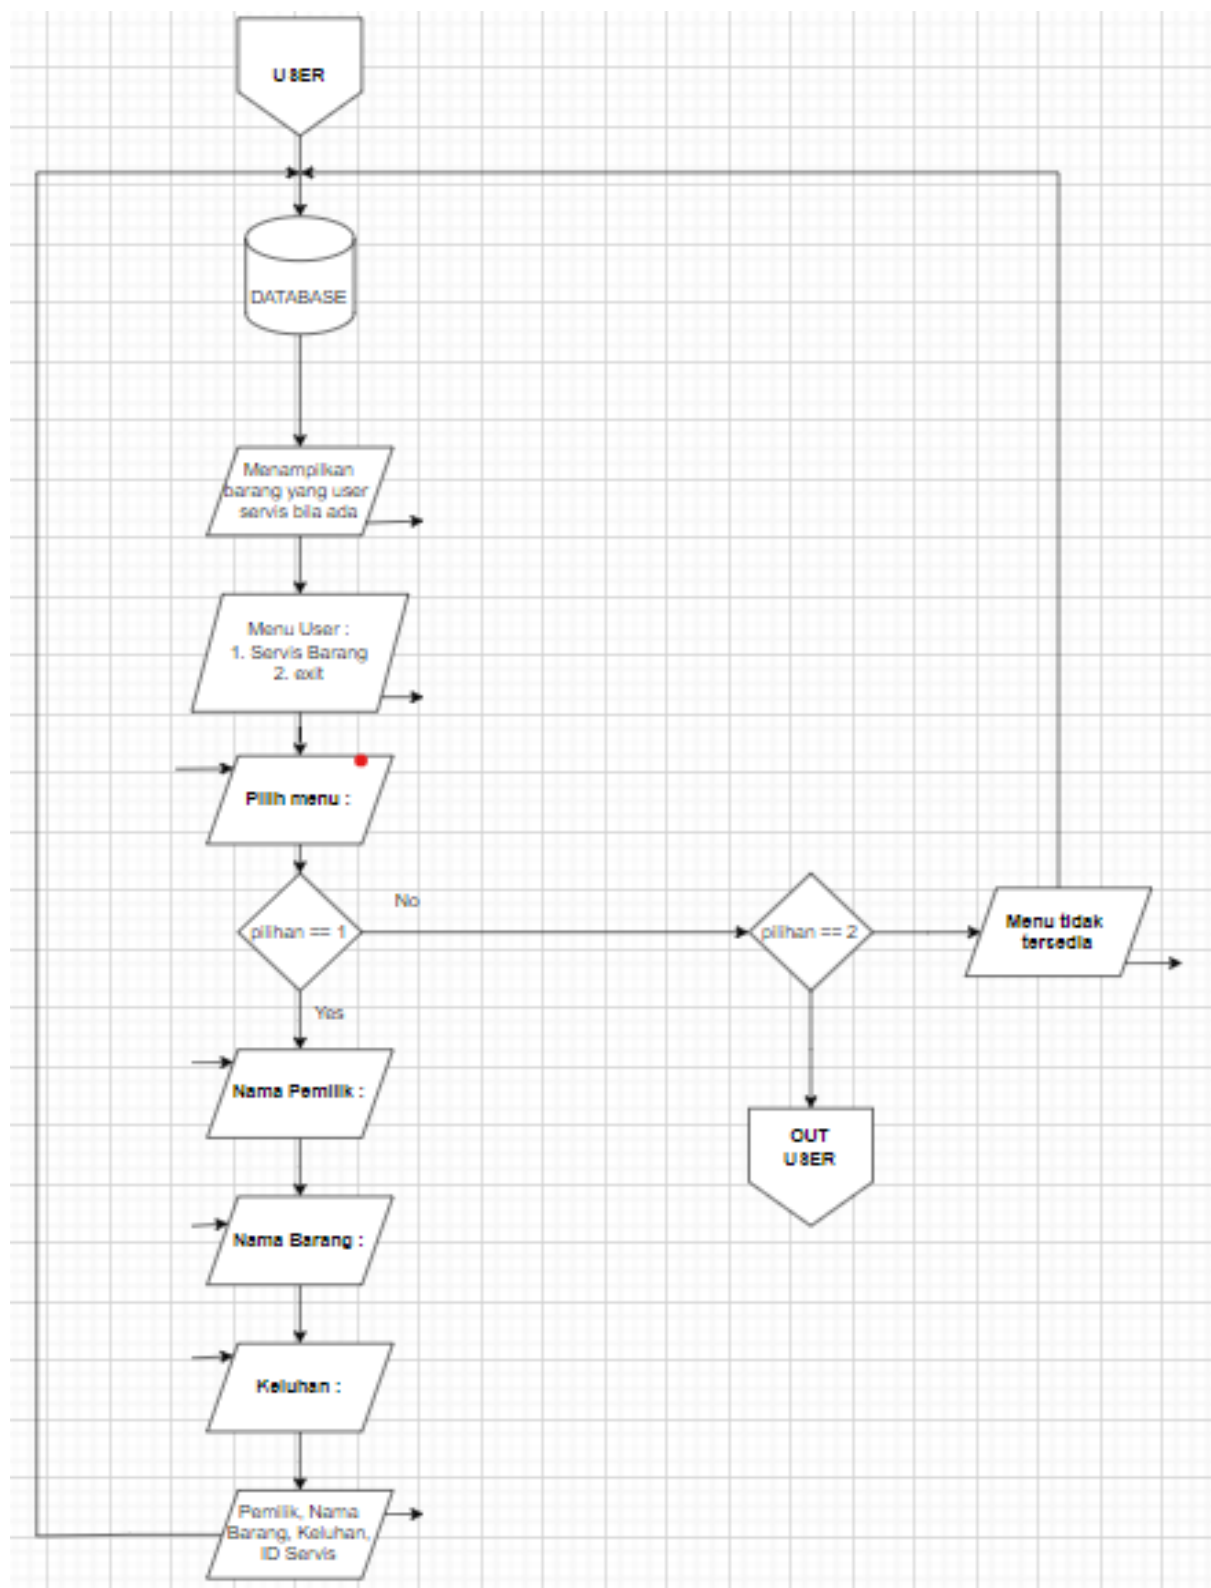 USER
DATABASE
Menampilkan
barang yang user
servis bila ada
Menu User :
1. Servis Barang
2. exit
Pilih menu :
pilihan == 1
No
pilihan == 2
Menu tidak
tersedia
Yes
Nama Pemilik :
OUT
USER
Nama Barang :
Keluhan :
Pemilik, Nama
Barang, Keluhan,
ID Servis